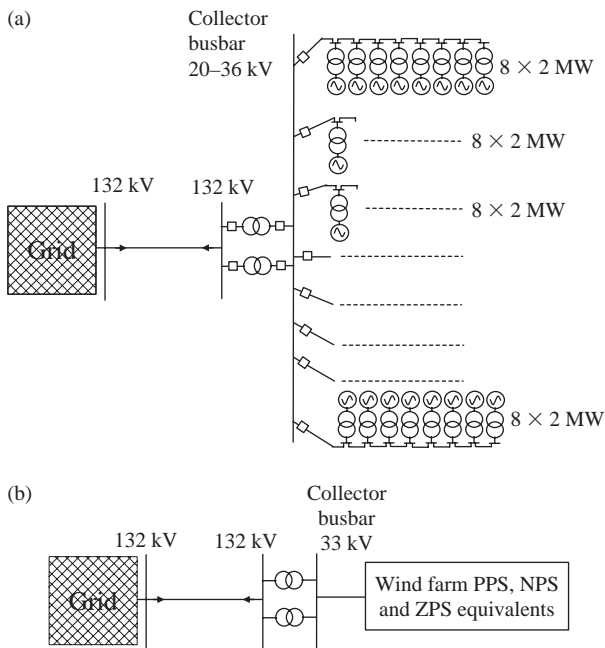 (a)
Collector
busbar
20–36 kV
8 × 2 MW
8 × 2 MW
132 kV
132 kV
8 × 2 MW
Grid
8 × 2 MW
(b)
Collector
busbar
33 kV
132 kV
132 kV
Grid
Wind farm PPS, NPS
and ZPS equivalents